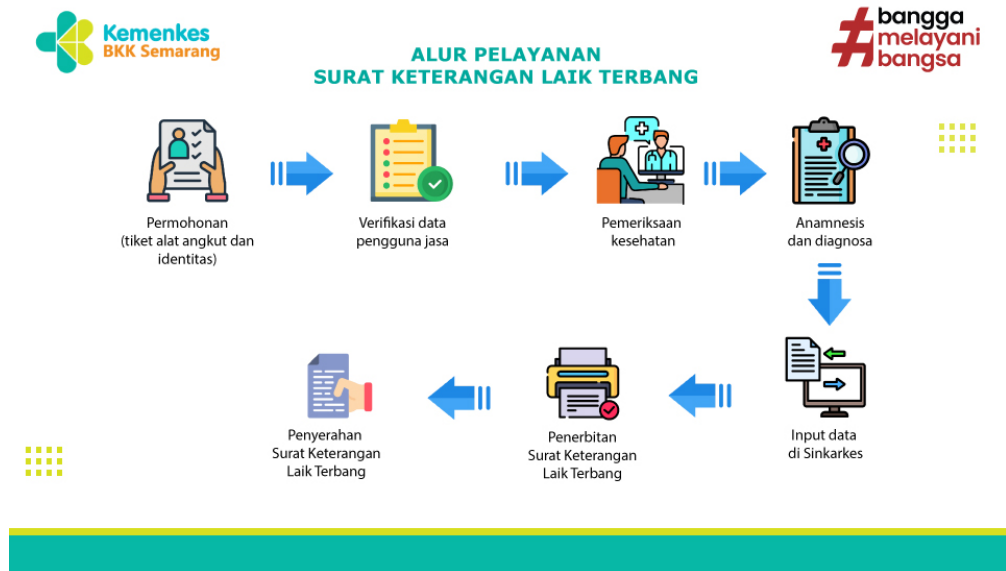 Kemenkes
BKK Semarang
ALUR PELAYANAN
SURAT KETERANGAN LAIK TERBANG
#bangga
melayani
bangsa
Permohonan
(tiket alat angkut dan
identitas)
Verifikasi data
pengguna jasa
Pemeriksaan
kesehatan
Anamnesis
dan diagnosa
Input data
di Sinkarkes
Penerbitan
Surat Keterangan
Laik Terbang
Penyerahan
Surat Keterangan
Laik Terbang